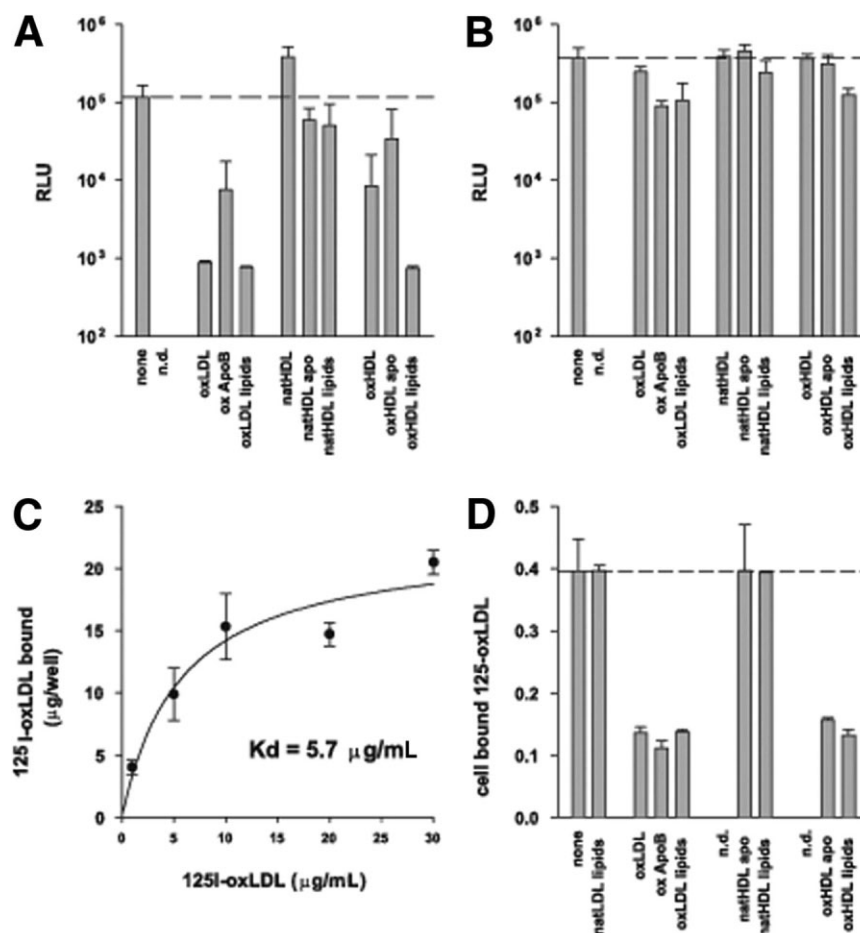 A
10⁶
10⁵
10⁴
10³
10²
RLU
none
n.d.
oxLDL
ox ApoB
oxLDL lipids
natHDL
natHDL apo
natHDL lipids
oxHDL
oxHDL apo
oxHDL lipids
B
10⁶
10⁵
10⁴
10³
10²
RLU
none
n.d.
oxLDL
ox ApoB
oxLDL lipids
natHDL
natHDL apo
natHDL lipids
oxHDL
oxHDL apo
oxHDL lipids
C
25
20
15
10
5
0
¹²⁵I-oxLDL bound
(µg/well)
Kd = 5.7 µg/mL
0
5
10
15
20
25
30
125I-oxLDL (µg/mL)
D
0.5
0.4
0.3
0.2
0.1
0.0
cell bound 125-oxLDL
none
natLDL lipids
oxLDL
ox ApoB
oxLDL lipids
n.d.
natHDL apo
natHDL lipids
n.d.
oxHDL apo
oxHDL lipids